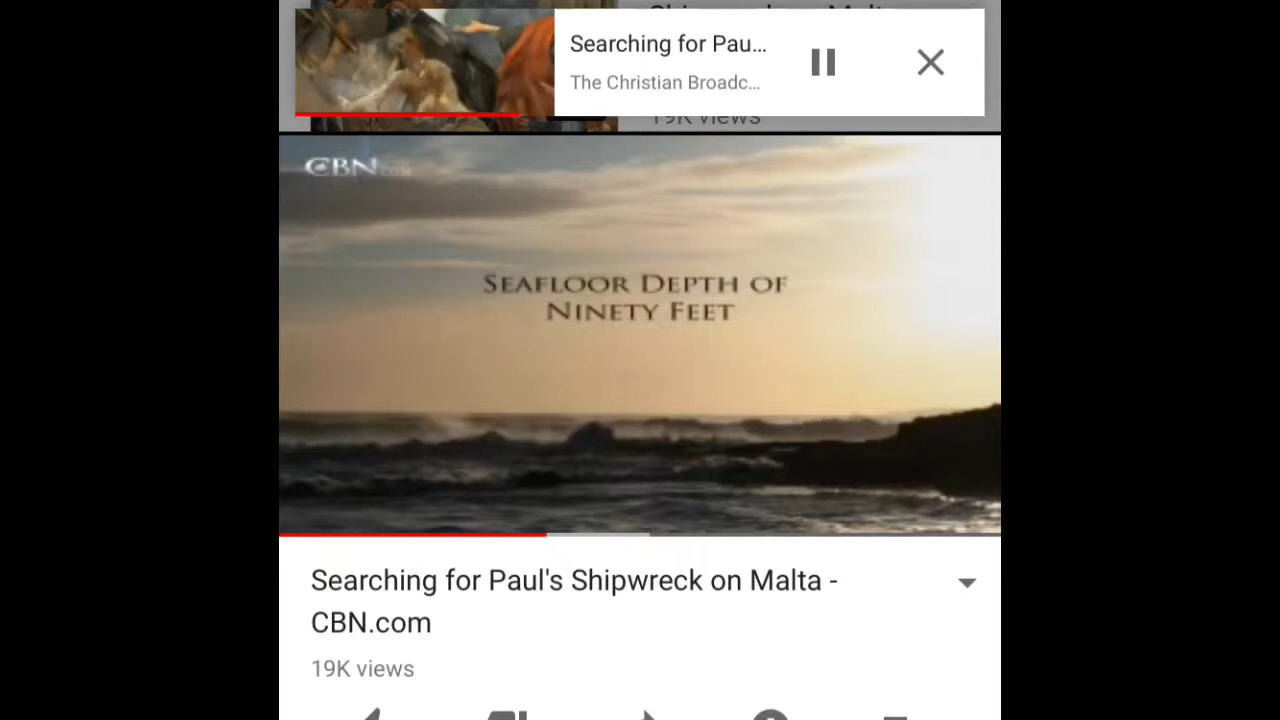 Searching for Pau...
The Christian Broadc...
19K views
CBN.com
SEAFLOOR DEPTH OF
NINETY FEET
Searching for Paul's Shipwreck on Malta -
CBN.com
19K views